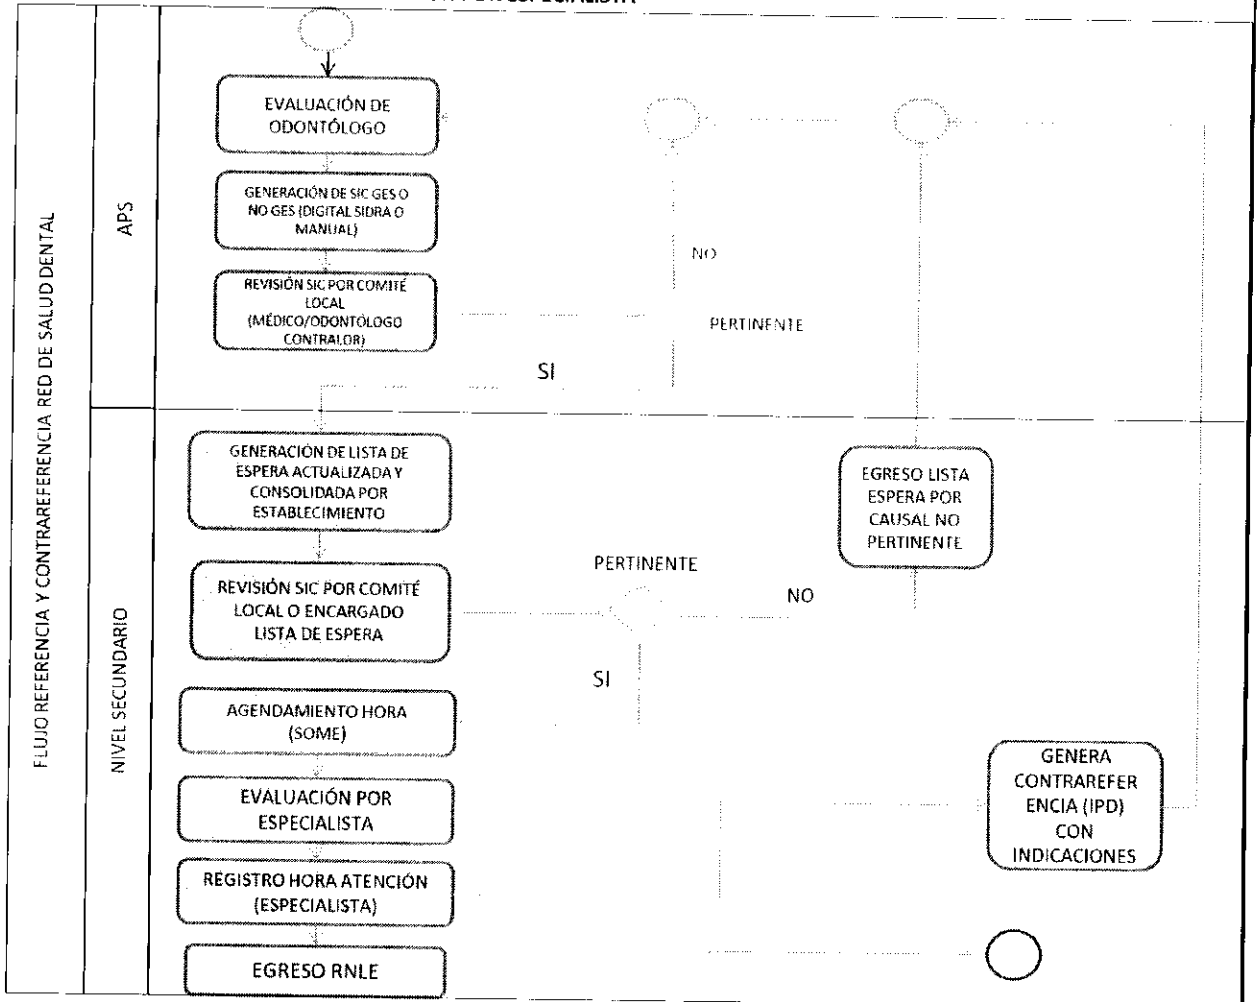 ESPECIALISTA
FLUJO REFERENCIA Y CONTRAREFERENCIA RED DE SALUD DENTAL
APS
EVALUACIÓN DE
ODONTÓLOGO
GENERACIÓN DE SIC GES O
NO GES (DIGITAL SIDRA O
MANUAL)
REVISIÓN SIC POR COMITÉ
LOCAL
(MÉDICO/ODONTÓLOGO
CONTRALOR)
NO
PERTINENTE
SI
NIVEL SECUNDARIO
GENERACIÓN DE LISTA DE
ESPERA ACTUALIZADA Y
CONSOLIDADA POR
ESTABLECIMIENTO
EGRESO LISTA
ESPERA POR
CAUSAL NO
PERTINENTE
REVISIÓN SIC POR COMITÉ
LOCAL O ENCARGADO
LISTA DE ESPERA
PERTINENTE
NO
SI
AGENDAMIENTO HORA
(SOME)
EVALUACIÓN POR
ESPECIALISTA
GENERA
CONTRAREFER
ENCIA (IPD)
CON
INDICACIONES
REGISTRO HORA ATENCIÓN
(ESPECIALISTA)
EGRESO RNLE